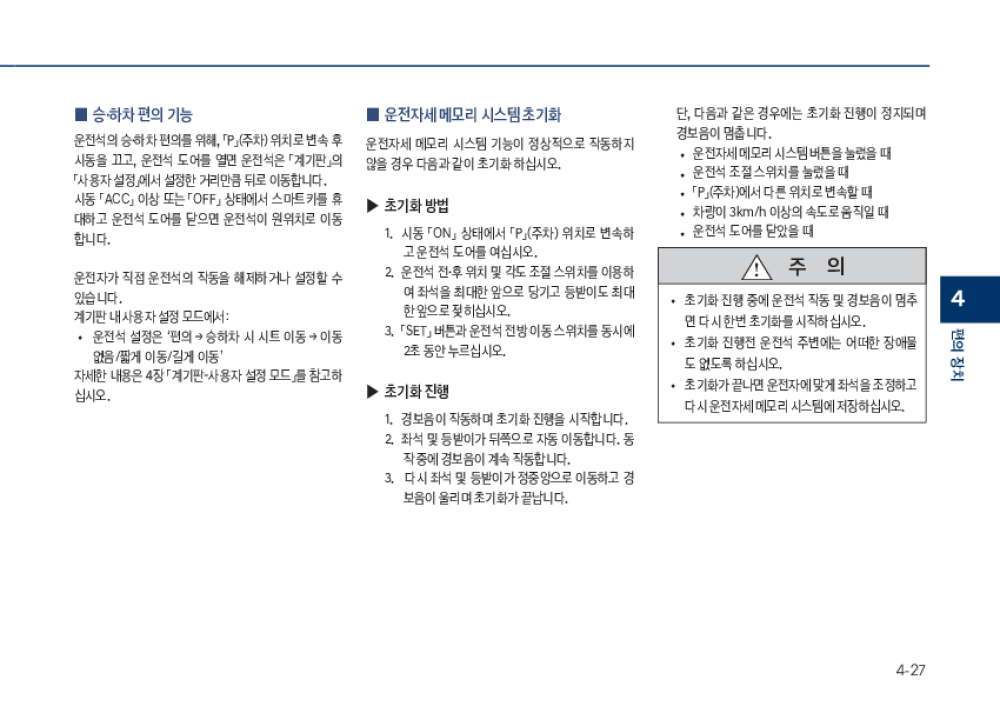 ■ 승·하차 편의 기능
운전석의 승·하차 편의를 위해, 「P」(주차) 위치로 변속 후
시동을 끄고, 운전석 도어를 열면 운전석은 「계기판」의
「사용자 설정」에서 설정한 거리만큼 뒤로 이동합니다.
시동 「ACC」 이상 또는 「OFF」 상태에서 스마트 키를 휴
대하고 운전석 도어를 닫으면 운전석이 원위치로 이동
합니다.
운전자가 직접 운전석의 작동을 해제하거나 설정할 수
있습니다.
계기판 내 사용자 설정 모드에서:
• 운전석 설정은 ‘편의 → 승하차 시 시트 이동 → 이동
없음/짧게 이동/길게 이동’
자세한 내용은 4장 「계기판-사용자 설정 모드」를 참고하
십시오.
■ 운전자세 메모리 시스템 초기화
운전자세 메모리 시스템 기능이 정상적으로 작동하지
않을 경우 다음과 같이 초기화 하십시오.
▶ 초기화 방법
1. 시동 「ON」 상태에서 「P」(주차) 위치로 변속하
고 운전석 도어를 여십시오.
2. 운전석 전·후 위치 및 각도 조절 스위치를 이용하
여 좌석을 최대한 앞으로 당기고 등받이도 최대
한 앞으로 젖히십시오.
3. 「SET」 버튼과 운전석 전방 이동 스위치를 동시에
2초 동안 누르십시오.
▶ 초기화 진행
1. 경보음이 작동하며 초기화 진행을 시작합니다.
2. 좌석 및 등받이가 뒤쪽으로 자동 이동합니다. 동
작 중에 경보음이 계속 작동합니다.
3. 다시 좌석 및 등받이가 정중앙으로 이동하고 경
보음이 울리며 초기화가 끝납니다.
단, 다음과 같은 경우에는 초기화 진행이 정지되며
경보음이 멈춥니다.
• 운전자세 메모리 시스템 버튼을 눌렀을 때
• 운전석 조절 스위치를 눌렀을 때
• 「P」(주차)에서 다른 위치로 변속할 때
• 차량이 3km/h 이상의 속도로 움직일 때
• 운전석 도어를 닫았을 때
주 의
• 초기화 진행 중에 운전석 작동 및 경보음이 멈추
면 다시 한번 초기화를 시작하십시오.
• 초기화 진행전 운전석 주변에는 어떠한 장애물
도 없도록 하십시오.
• 초기화가 끝나면 운전자에 맞게 좌석을 조정하고
다시 운전자세 메모리 시스템에 저장하십시오.
4
편의 장치
4-27